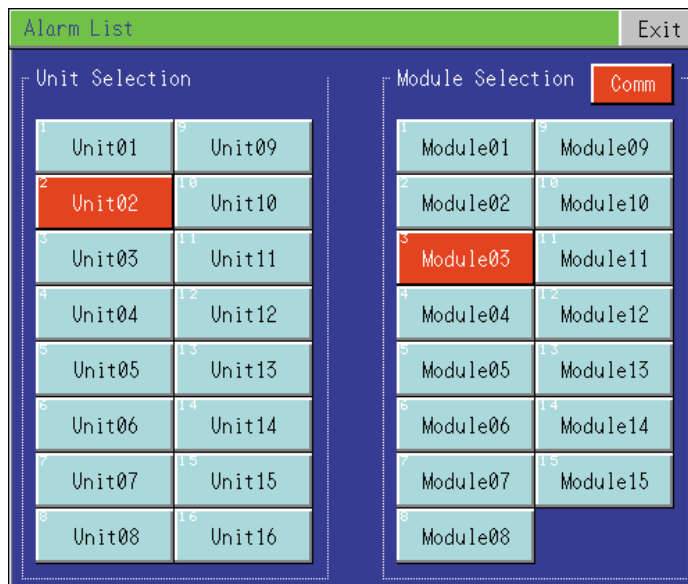 Alarm List Exit
Unit Selection
1 Unit01 9 Unit09
2 Unit02 10 Unit10
3 Unit03 11 Unit11
4 Unit04 12 Unit12
5 Unit05 13 Unit13
6 Unit06 14 Unit14
7 Unit07 15 Unit15
8 Unit08 16 Unit16
Module Selection Comm
1 Module01 9 Module09
2 Module02 10 Module10
3 Module03 11 Module11
4 Module04 12 Module12
5 Module05 13 Module13
6 Module06 14 Module14
7 Module07 15 Module15
8 Module08